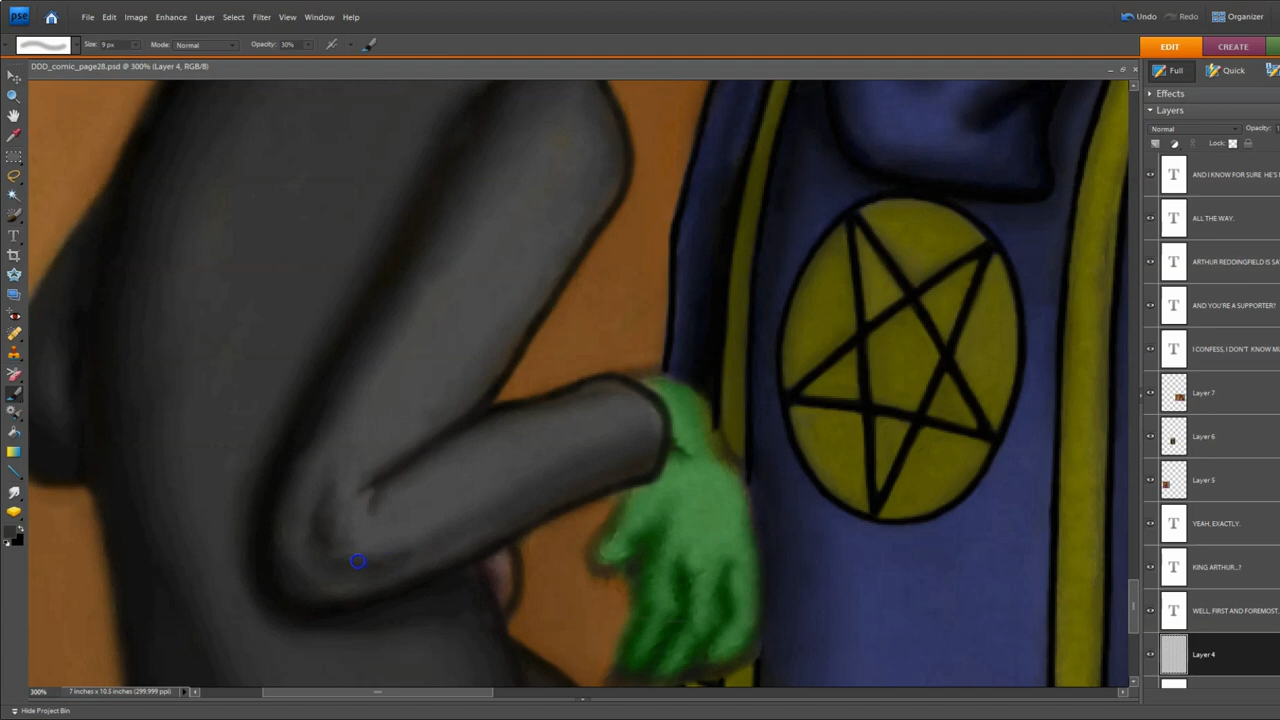 pse File Edit Image Enhance Layer Select Filter View Window Help Undo Redo Organizer
Size: 9 px Mode: Normal Opacity: 30% EDIT CREATE
DDD_comic_page28.psd @ 300% (Layer 4, RGB/8)
Full Quick
Effects
Layers
Normal Opacity: 1
Lock:
T AND I KNOW FOR SURE HE'S
T ALL THE WAY.
T ARTHUR REDDINGFIELD IS SA
T AND YOU'RE A SUPPORTER?
T I CONFESS, I DON'T KNOW M
Layer 7
Layer 6
Layer 5
T YEAH, EXACTLY.
T KING ARTHUR...?
T WELL, FIRST AND FOREMOST,
Layer 4
300% 7 inches x 10.5 inches (299.999 ppi)
Hide Project Bin